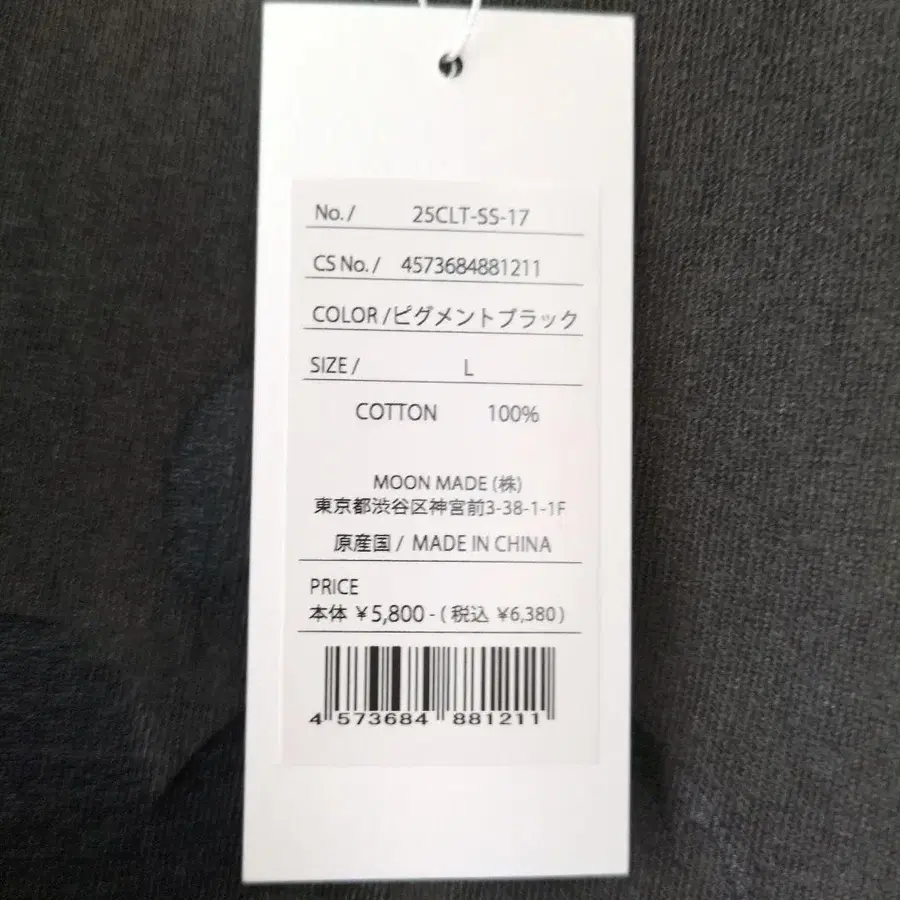 No./ 25CLT-SS-17
CS No./ 4573684881211
COLOR/ピグメントブラック
SIZE/ L
COTTON 100%
MOON MADE (株)
東京都渋谷区神宮前3-38-1-1F
原産国/ MADE IN CHINA
PRICE
本体 ¥5,800-(税込 ¥6,380)
4 573684 881211